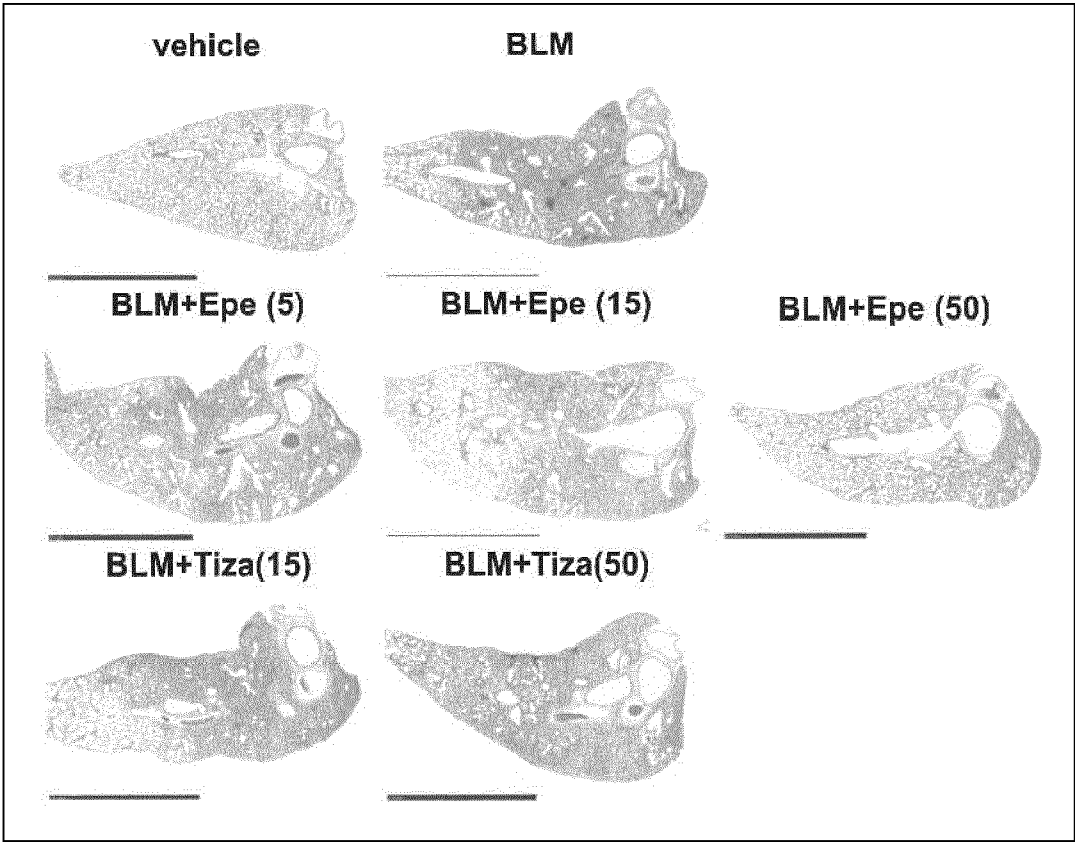 vehicle
BLM
BLM+Epe (5)
BLM+Epe (15)
BLM+Epe (50)
BLM+Tiza(15)
BLM+Tiza(50)